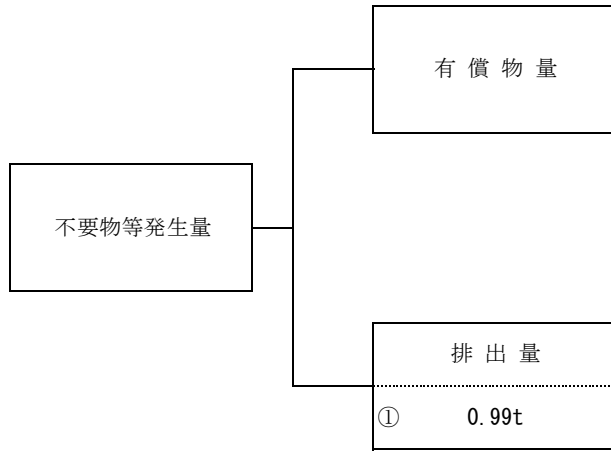 有 償 物 量
不要物等発生量
排 出 量
① 0.99t